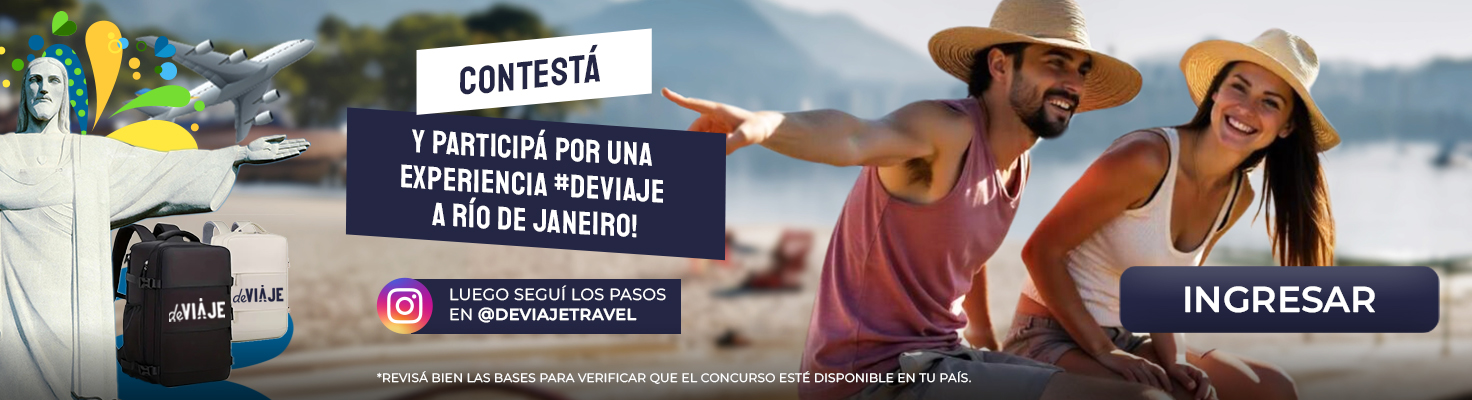 CONTESTÁ
Y PARTICIPÁ POR UNA
EXPERIENCIA #DEVIAJE
A RÍO DE JANEIRO!
deVIAJE
deVIAJE
LUEGO SEGUÍ LOS PASOS
EN @DEVIAJETRAVEL
INGRESAR
*REVISÁ BIEN LAS BASES PARA VERIFICAR QUE EL CONCURSO ESTÉ DISPONIBLE EN TU PAÍS.